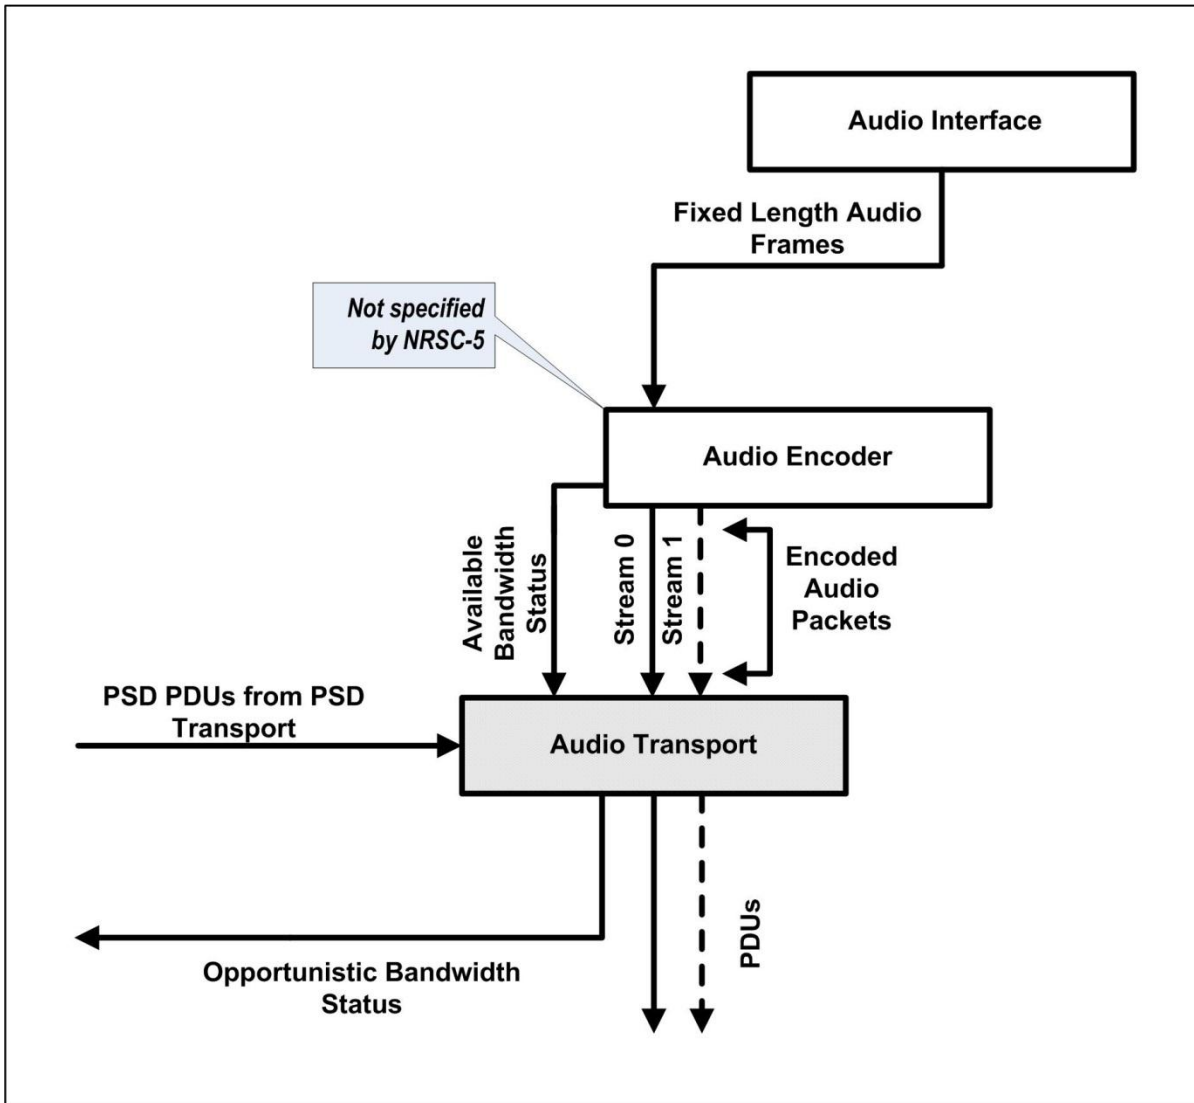 Audio Interface
Fixed Length Audio
Frames
Not specified
by NRSC-5
Audio Encoder
Available
Bandwidth
Status
Stream 0
Stream 1
Encoded
Audio
Packets
PSD PDUs from PSD
Transport
Audio Transport
Opportunistic Bandwidth
Status
PDUs